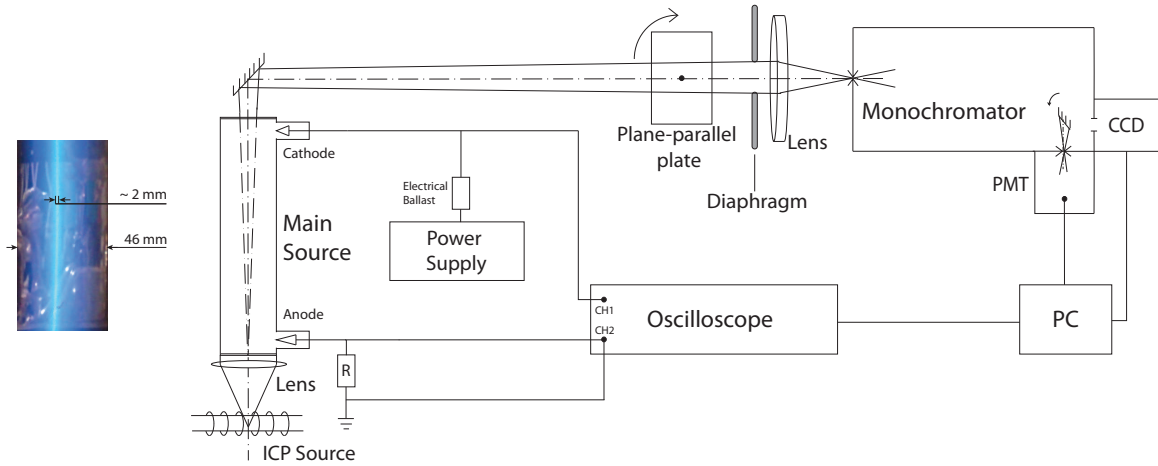 ~ 2 mm
46 mm
Cathode
Electrical
Ballast
Main
Source
Power
Supply
Anode
R
Lens
ICP Source
Plane-parallel
plate
Diaphragm
Lens
Monochromator
CCD
PMT
CH1
CH2
Oscilloscope
PC